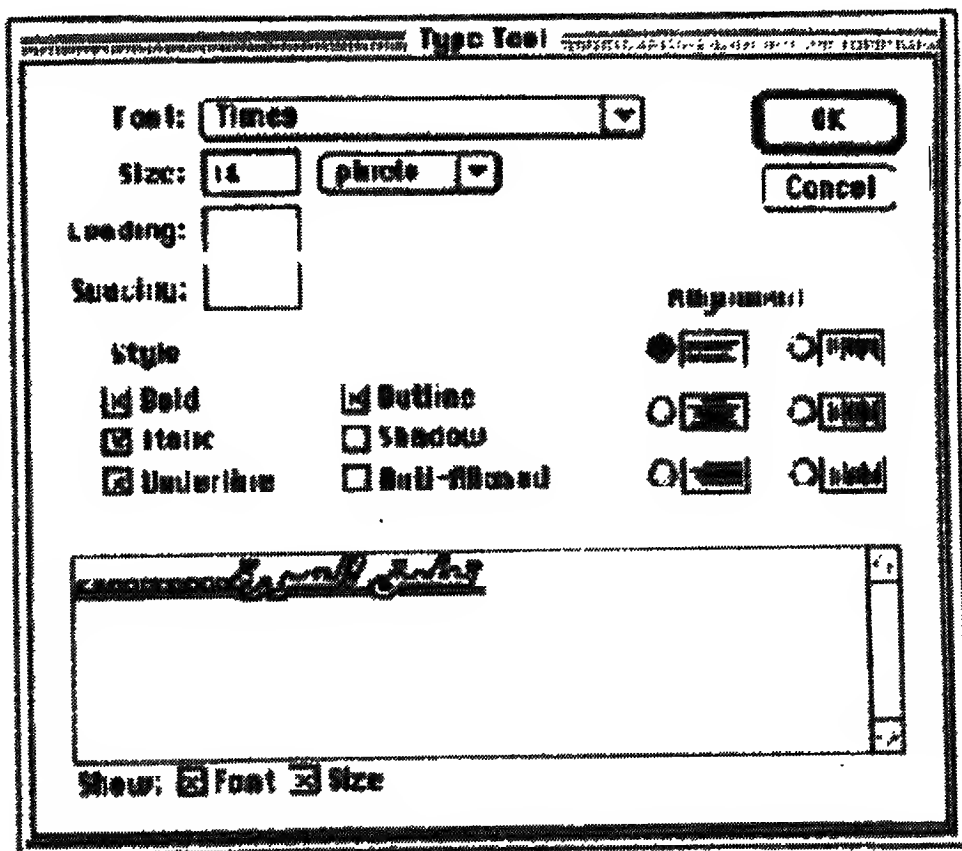 Type Tool
Font: Times
OK
Size: pixels
Cancel
Leading:
Spacing:
Alignment
Style
Bold
Outline
Italic
Shadow
Underline
Anti-Aliased
Show: Font Size